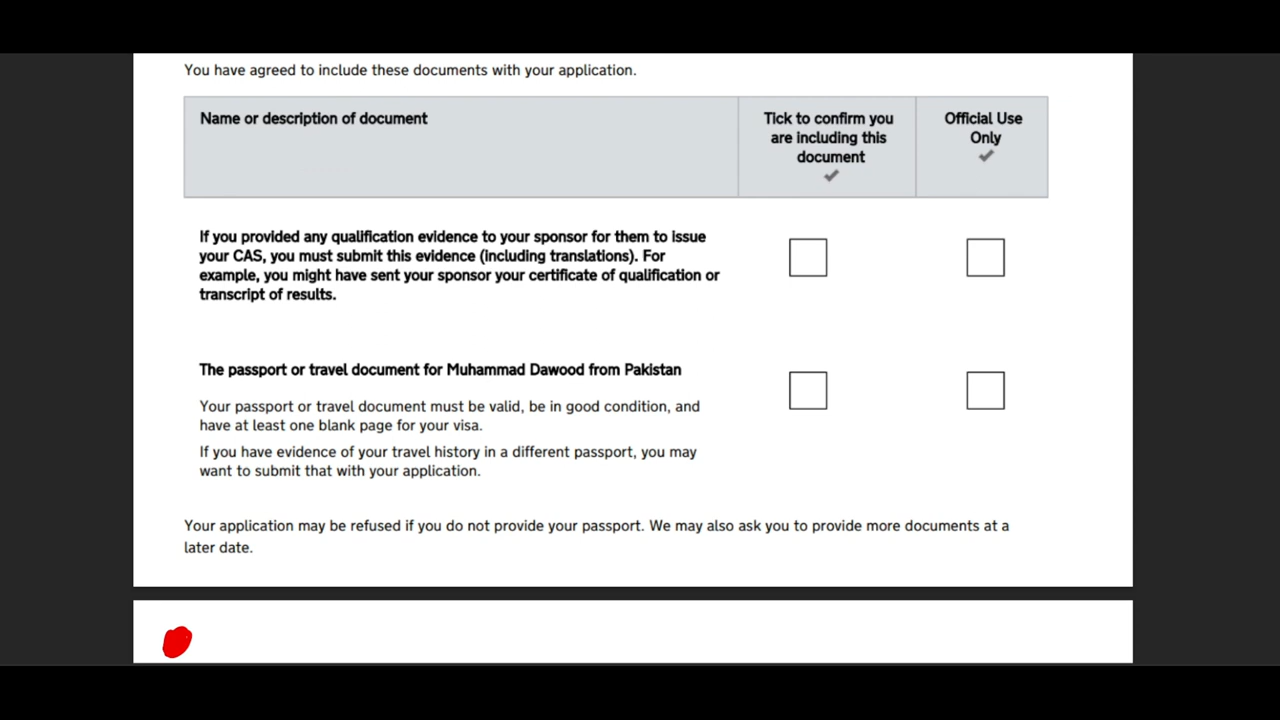 You have agreed to include these documents with your application.
Name or description of document
Tick to confirm you
are including this
document
✔
Official Use
Only
✔
If you provided any qualification evidence to your sponsor for them to issue
your CAS, you must submit this evidence (including translations). For
example, you might have sent your sponsor your certificate of qualification or
transcript of results.
The passport or travel document for Muhammad Dawood from Pakistan
Your passport or travel document must be valid, be in good condition, and
have at least one blank page for your visa.
If you have evidence of your travel history in a different passport, you may
want to submit that with your application.
Your application may be refused if you do not provide your passport. We may also ask you to provide more documents at a
later date.